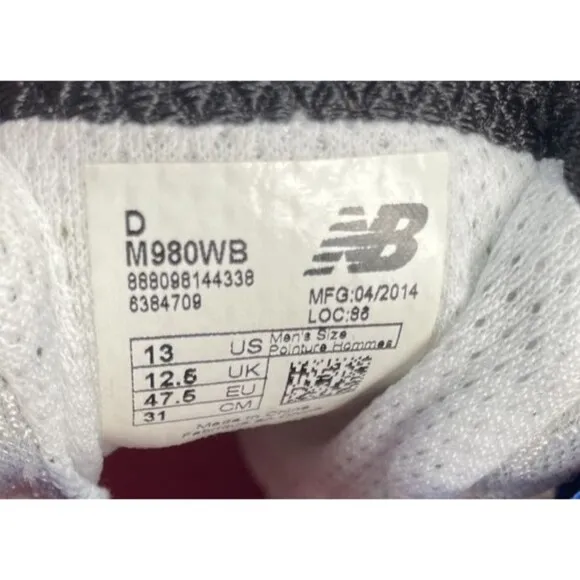 D
M980WB
888098144338
6384709
NB
MFG:04/2014
LOC:86
13 US Men's Size
Pointure Hommes
12.5 UK
47.5 EU
31 CM
Made in China